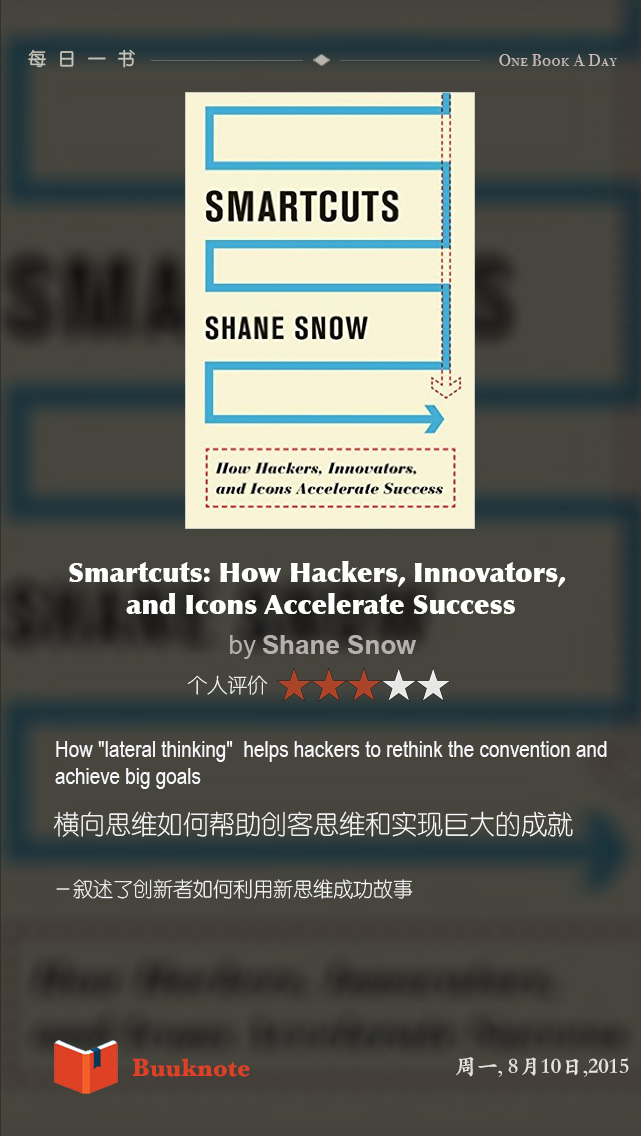 每日一书
One Book A Day
SMARTCUTS
SHANE SNOW
How Hackers, Innovators,
and Icons Accelerate Success
Smartcuts: How Hackers, Innovators,
and Icons Accelerate Success
by Shane Snow
个人评价
How "lateral thinking" helps hackers to rethink the convention and
achieve big goals
横向思维如何帮助创客思维和实现巨大的成就
–叙述了创新者如何利用新思维成功故事
Buuknote
周一, 8月10日,2015